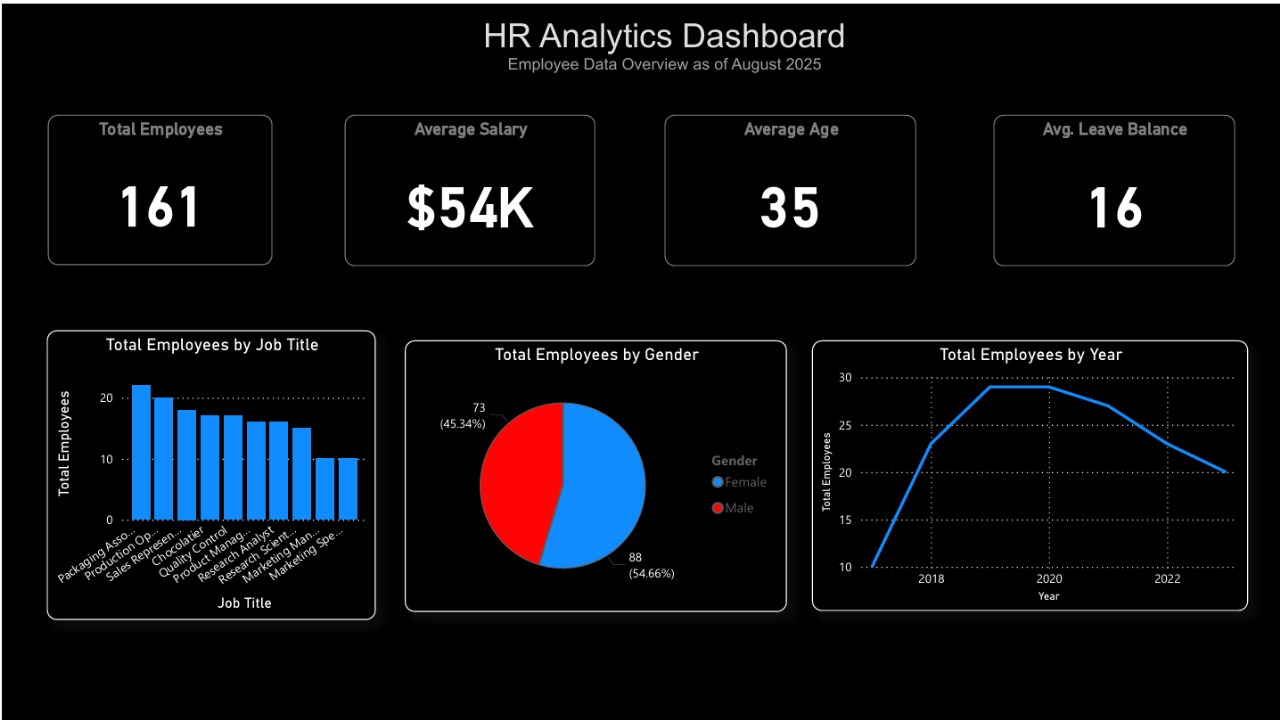 HR Analytics Dashboard
Employee Data Overview as of August 2025
Total Employees
161
Average Salary
$54K
Average Age
35
Avg. Leave Balance
16
Total Employees by Job Title
Total Employees
20
10
0
Packaging Asso...
Production Op...
Sales Represen...
Chocolatier
Quality Control
Product Manag...
Research Analyst
Research Scient...
Marketing Man...
Marketing Spe...
Job Title
Total Employees by Gender
73
(45.34%)
88
(54.66%)
Gender
Female
Male
Total Employees by Year
Total Employees
30
25
20
15
10
2018
2020
2022
Year